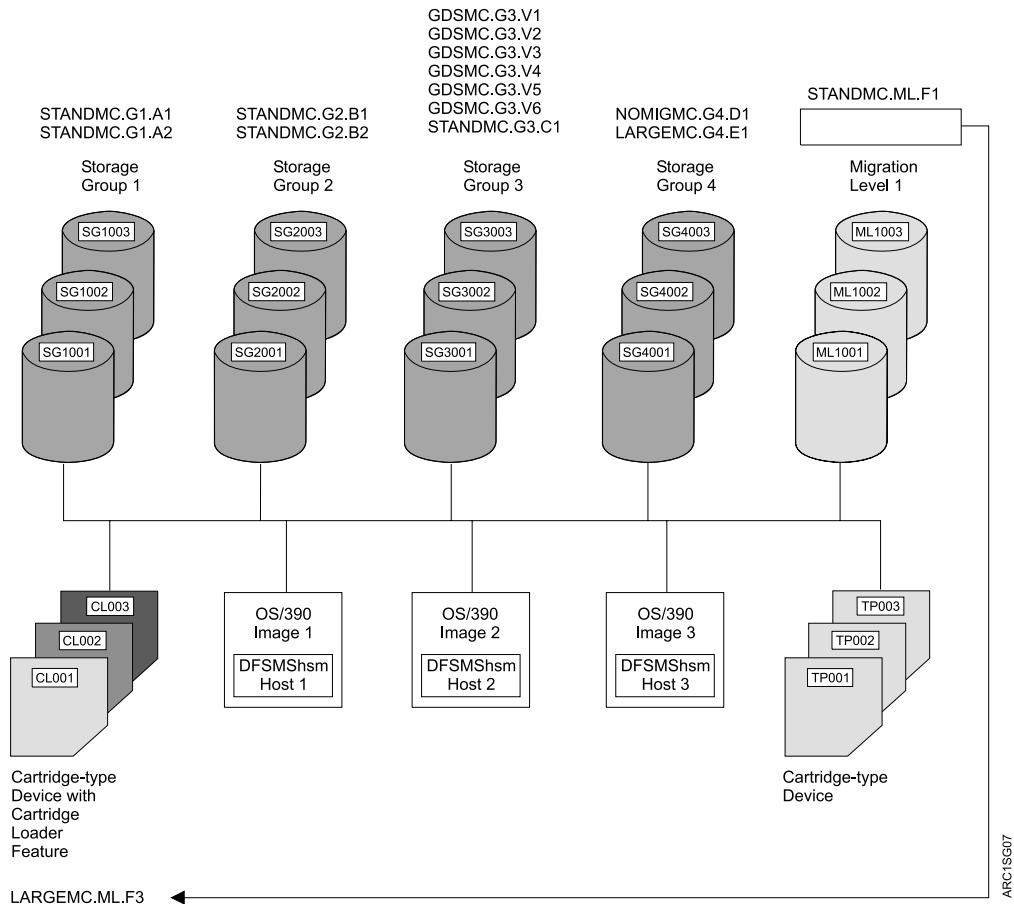 GDSMC.G3.V1
GDSMC.G3.V2
GDSMC.G3.V3
GDSMC.G3.V4
GDSMC.G3.V5
GDSMC.G3.V6
STANDMC.G3.C1
STANDMC.G1.A1
STANDMC.G1.A2
STANDMC.G2.B1
STANDMC.G2.B2
NOMIGMC.G4.D1
LARGEMC.G4.E1
STANDMC.ML.F1
Storage
Group 1
Storage
Group 2
Storage
Group 3
Storage
Group 4
Migration
Level 1
SG1003
SG1002
SG1001
SG2003
SG2002
SG2001
SG3003
SG3002
SG3001
SG4003
SG4002
SG4001
ML1003
ML1002
ML1001
CL003
CL002
CL001
OS/390
Image 1
DFSMShsm
Host 1
OS/390
Image 2
DFSMShsm
Host 2
OS/390
Image 3
DFSMShsm
Host 3
TP003
TP002
TP001
Cartridge-type
Device with
Cartridge
Loader
Feature
Cartridge-type
Device
LARGEMC.ML.F3
ARC1SG07